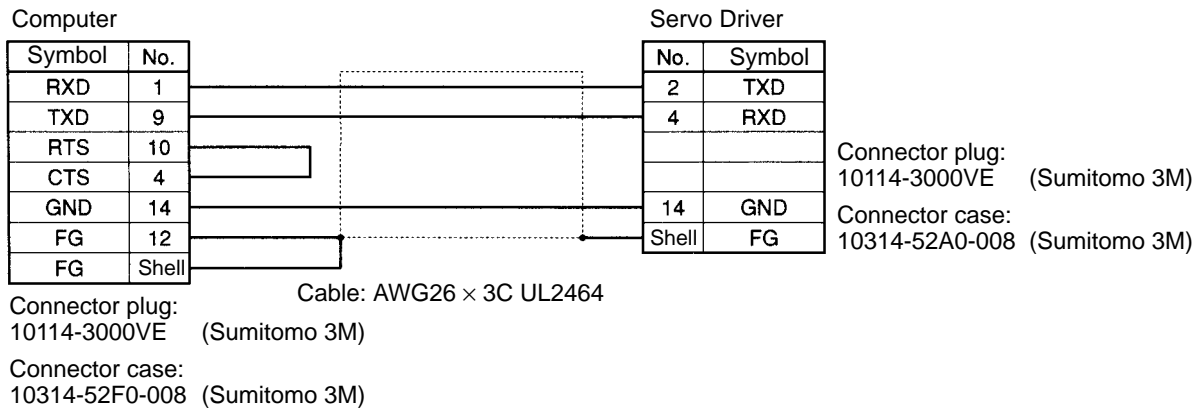 Computer
Servo Driver
Symbol No.
RXD 1
TXD 9
RTS 10
CTS 4
GND 14
FG 12
FG Shell
No. Symbol
2 TXD
4 RXD
14 GND
Shell FG
Connector plug:
10114-3000VE (Sumitomo 3M)
Connector case:
10314-52A0-008 (Sumitomo 3M)
Cable: AWG26 × 3C UL2464
Connector plug:
10114-3000VE (Sumitomo 3M)
Connector case:
10314-52F0-008 (Sumitomo 3M)